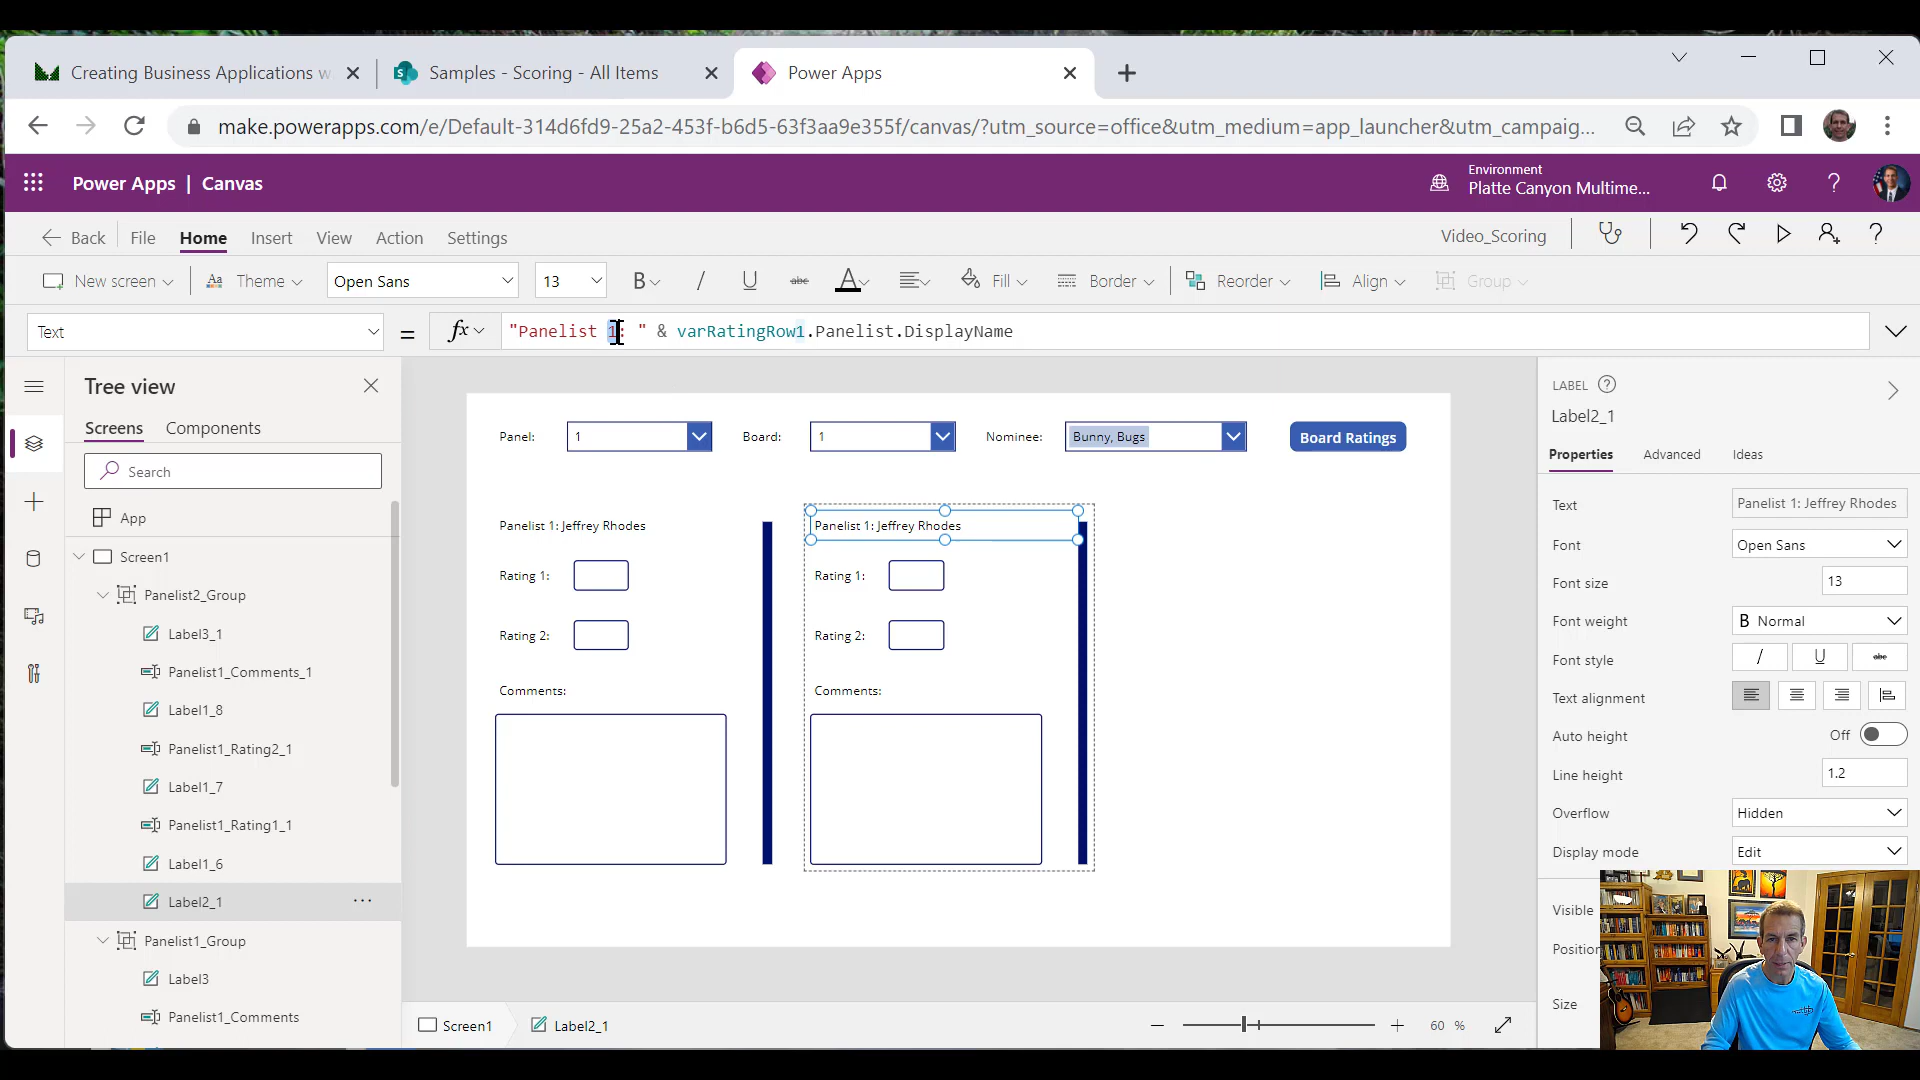 Creating Business Applications w
Samples - Scoring - All Items
Power Apps
make.powerapps.com/e/Default-314d6fd9-25a2-453f-b6d5-63f3aa9e355f/canvas/?utm_source=office&utm_medium=app_launcher&utm_campaig...
Power Apps | Canvas
Environment
Platte Canyon Multime...
Back
File
Home
Insert
View
Action
Settings
Video_Scoring
New screen
Theme
Open Sans
13
B
Fill
Border
Reorder
Align
Group
Text
=
fx
"Panelist 1: " & varRatingRow1.Panelist.DisplayName
Tree view
Screens
Components
Search
App
Screen1
Panelist2_Group
Label3_1
Panelist1_Comments_1
Label1_8
Panelist1_Rating2_1
Label1_7
Panelist1_Rating1_1
Label1_6
Label2_1
Panelist1_Group
Label3
Panelist1_Comments
Panel:
1
Board:
1
Nominee:
Bunny, Bugs
Board Ratings
Panelist 1: Jeffrey Rhodes
Rating 1:
Rating 2:
Comments:
Panelist 1: Jeffrey Rhodes
Rating 1:
Rating 2:
Comments:
Screen1
Label2_1
60 %
LABEL
Label2_1
Properties
Advanced
Ideas
Text
Panelist 1: Jeffrey Rhodes
Font
Open Sans
Font size
13
Font weight
B Normal
Font style
/ U abc
Text alignment
Auto height
Off
Line height
1.2
Overflow
Hidden
Display mode
Edit
Visible
Position
Size